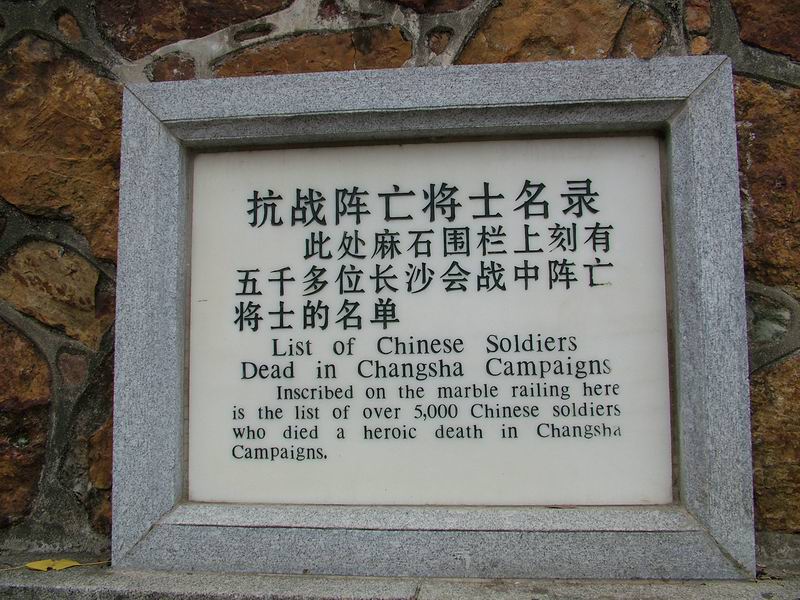 抗战阵亡将士名录
此处麻石围栏上刻有
五千多位长沙会战中阵亡
将士的名单
List of Chinese Soldiers
Dead in Changsha Campaigns
Inscribed on the marble railing here
is the list of over 5,000 Chinese soldiers
who died a heroic death in Changsha
Campaigns.